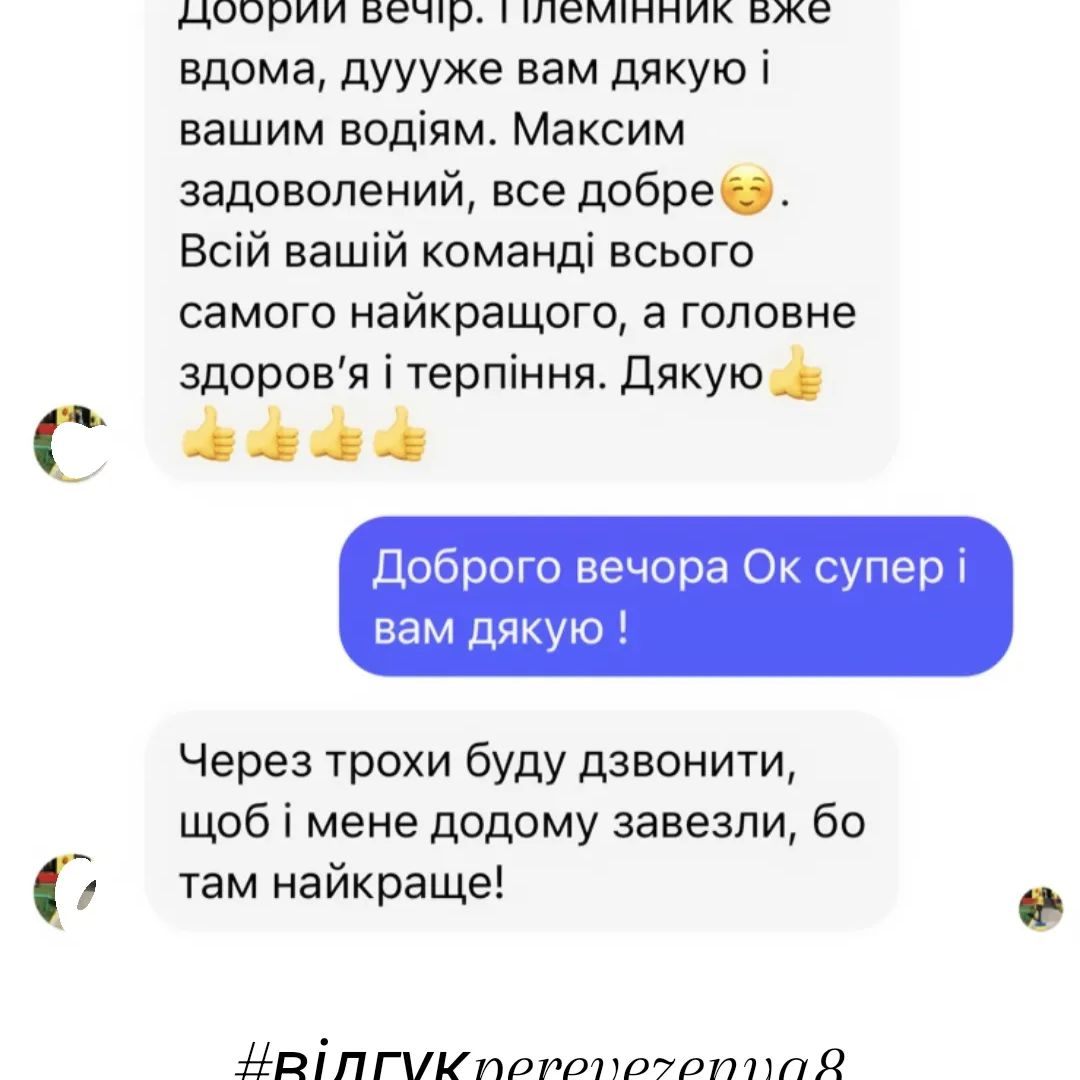 Добрий вечір. Племінник вже
вдома, дуууже вам дякую і
вашим водіям. Максим
задоволений, все добре☺️.
Всій вашій команді всього
самого найкращого, а головне
здоров’я і терпіння. Дякую👍
👍👍👍👍
Доброго вечора Ок супер і
вам дякую !
Через трохи буду дзвонити,
щоб і мене додому завезли, бо
там найкраще!
#відгукperevezenya8